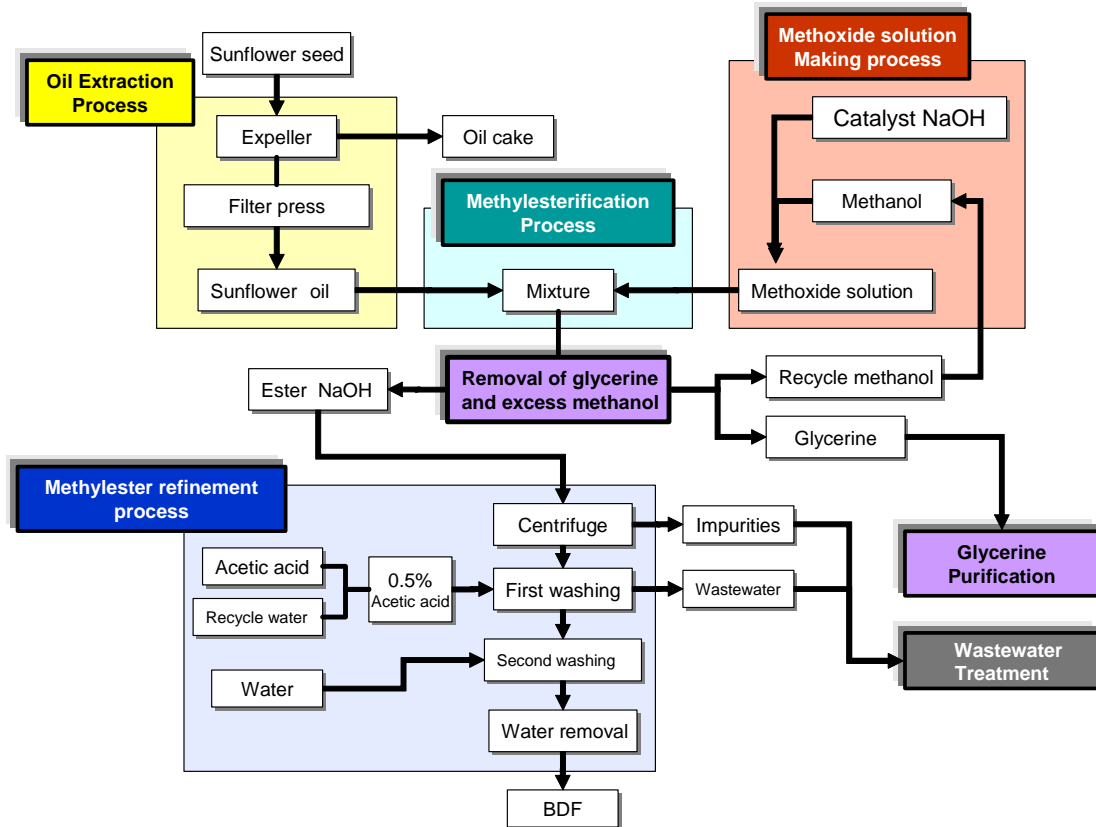 Sunflower seed
Methoxide solution
Making process
Oil Extraction
Process
Expeller
Oil cake
Catalyst NaOH
Filter press
Methylesterification
Process
Methanol
Sunflower oil
Mixture
Methoxide solution
Ester NaOH
Removal of glycerine
and excess methanol
Recycle methanol
Glycerine
Methylester refinement
process
Centrifuge
Impurities
Glycerine
Purification
Acetic acid
0.5%
Acetic acid
First washing
Wastewater
Recycle water
Second washing
Wastewater
Treatment
Water
Water removal
BDF